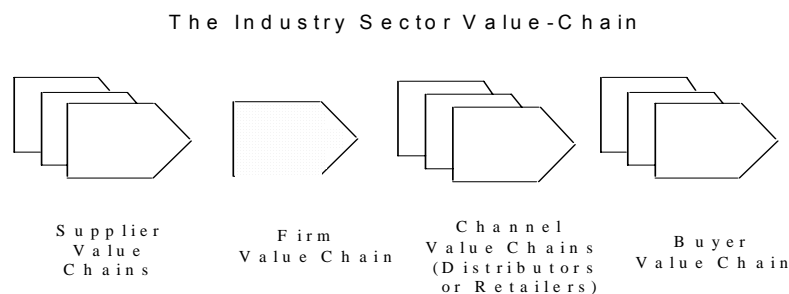 The Industry Sector Value-Chain
Supplier
Value
Chains
Firm
Value Chain
Channel
Value Chains
(Distributors
or Retailers)
Buyer
Value Chain